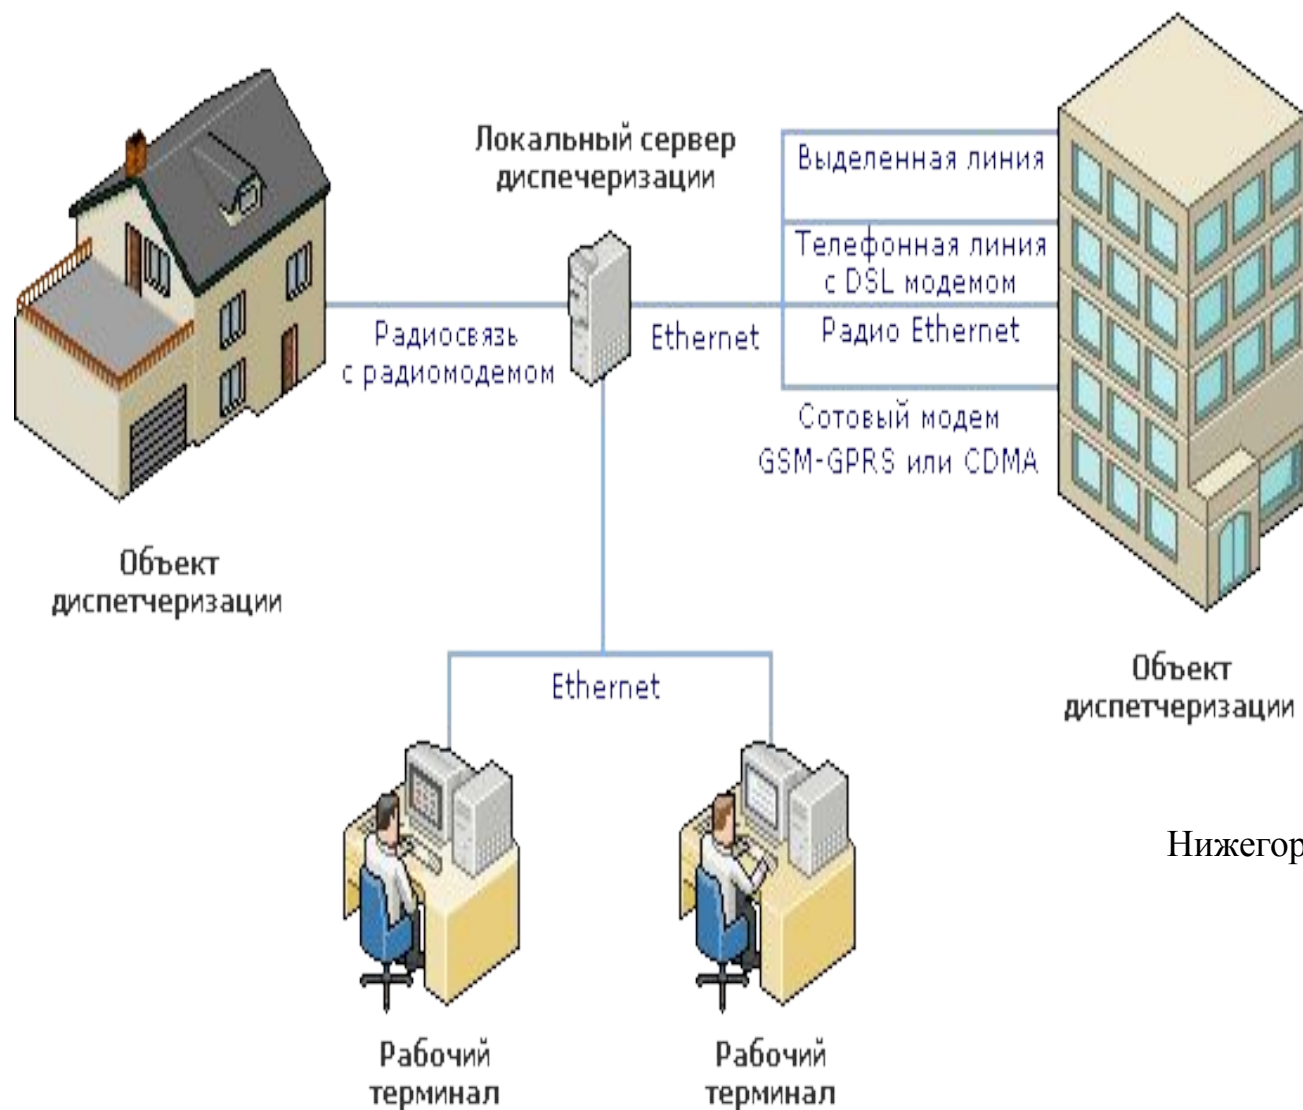 Локальный сервер
диспечеризации
Выделенная линия
Телефонная линия
с DSL модемом
Радиосвязь
с радиомодемом
Ethernet
Радио Ethernet
Сотовый модем
GSM-GPRS или CDMA
Объект
диспетчеризации
Ethernet
Объект
диспетчеризации
Нижегор
Рабочий
терминал
Рабочий
терминал